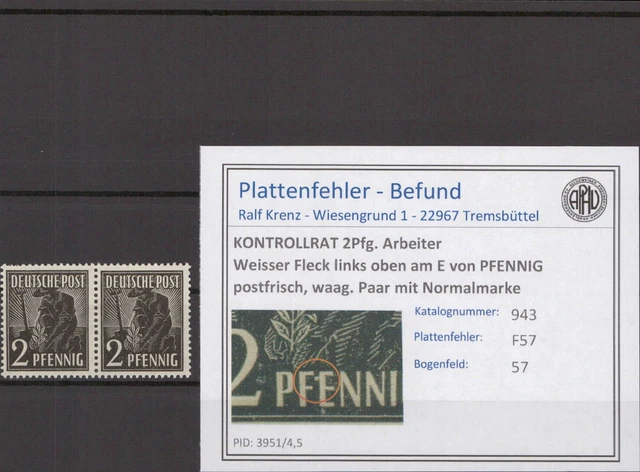 DEUTSCHE POST
2 PFENNIG
DEUTSCHE POST
2 PFENNIG
Plattenfehler - Befund
Ralf Krenz - Wiesengrund 1 - 22967 Tremsbüttel
APHV
KONTROLLRAT 2Pfg. Arbeiter
Weisser Fleck links oben am E von PFENNIG
postfrisch, waag. Paar mit Normalmarke
Katalognummer: 943
Plattenfehler: F57
Bogenfeld: 57
2 PFENNI
PID: 3951/4,5